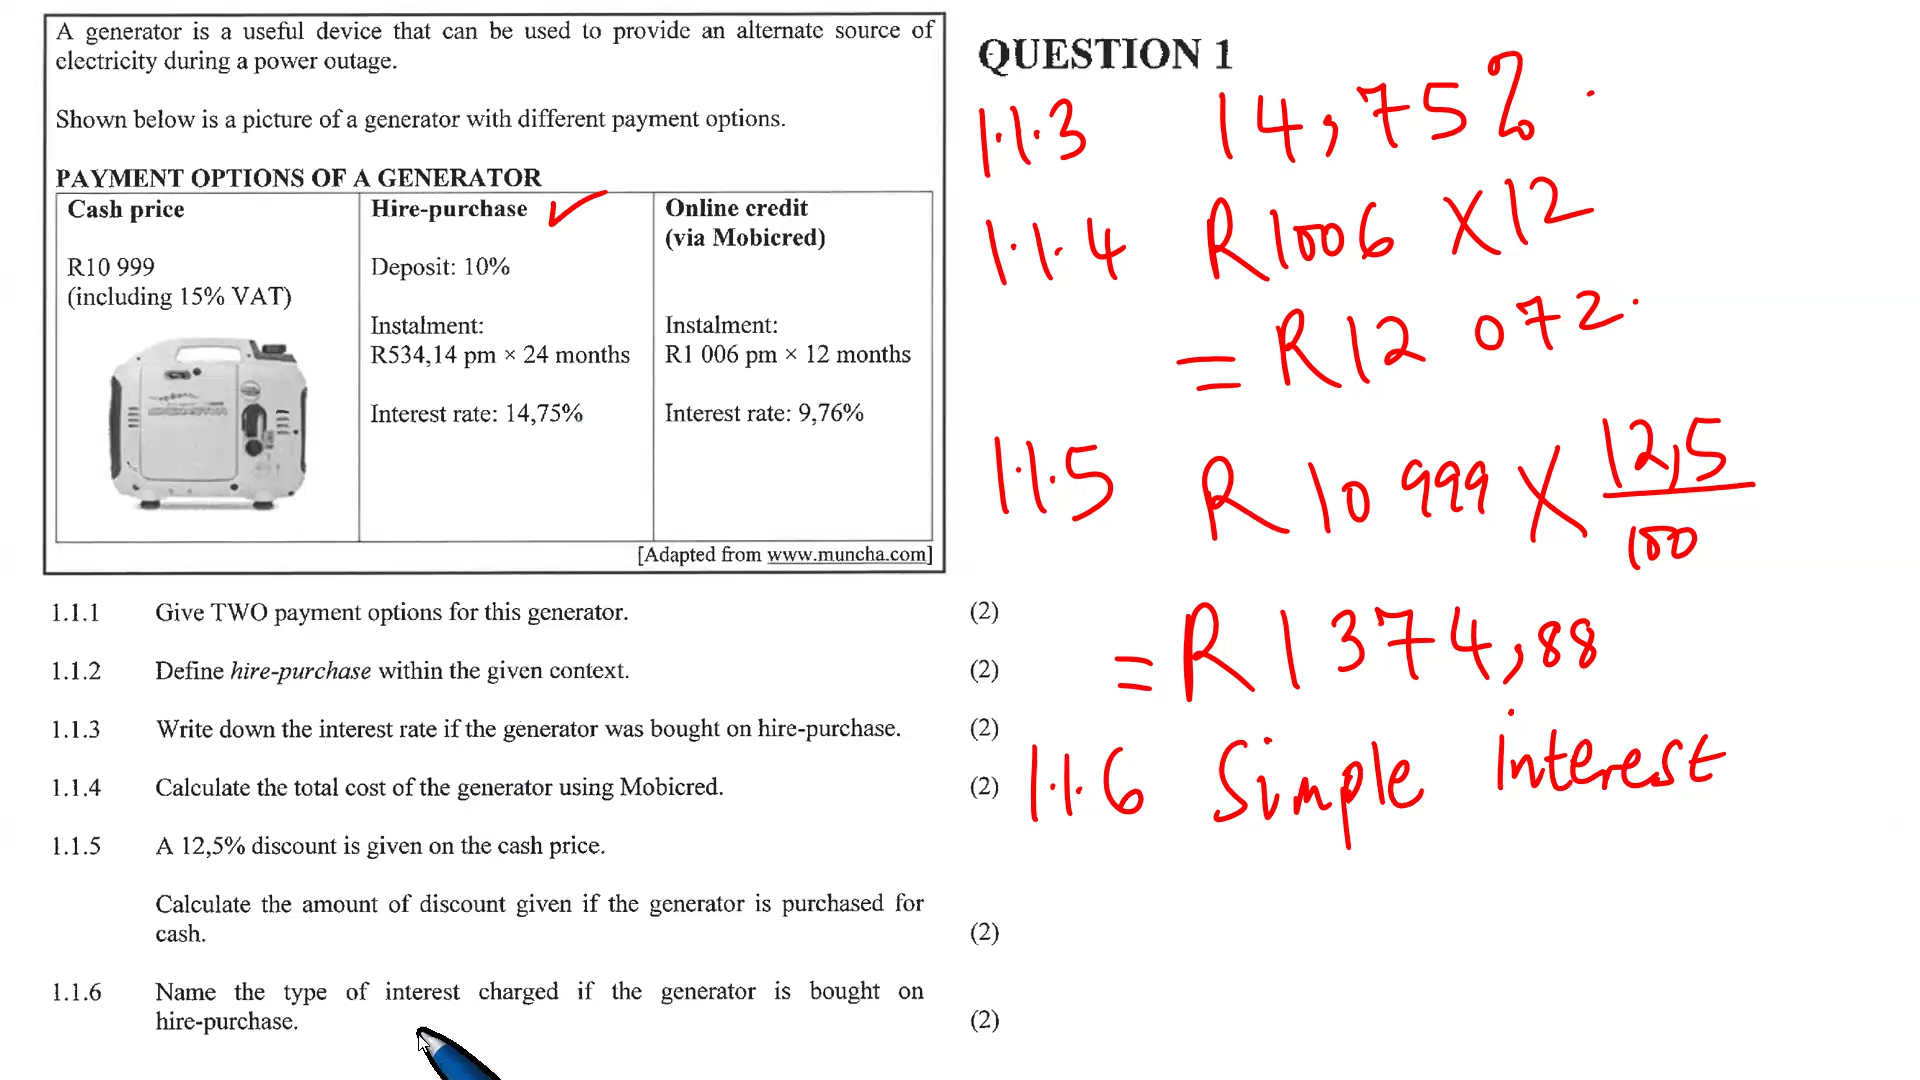 A generator is a useful device that can be used to provide an alternate source of
electricity during a power outage.
Shown below is a picture of a generator with different payment options.
PAYMENT OPTIONS OF A GENERATOR
Cash price
R10 999
(including 15% VAT)
Hire-purchase
Deposit: 10%
Instalment:
R534,14 pm × 24 months
Interest rate: 14,75%
Online credit
(via Mobicred)
Instalment:
R1 006 pm × 12 months
Interest rate: 9,76%
[Adapted from www.muncha.com]
1.1.1 Give TWO payment options for this generator. (2)
1.1.2 Define hire-purchase within the given context. (2)
1.1.3 Write down the interest rate if the generator was bought on hire-purchase. (2)
1.1.4 Calculate the total cost of the generator using Mobicred. (2)
1.1.5 A 12,5% discount is given on the cash price.
Calculate the amount of discount given if the generator is purchased for
cash. (2)
1.1.6 Name the type of interest charged if the generator is bought on
hire-purchase. (2)
QUESTION 1
1.1.3 14,75%.
1.1.4 R1006 X12
= R12 072.
1.1.5 R10 999 X 12,5
100
= R1374,88
1.1.6 Simple interest